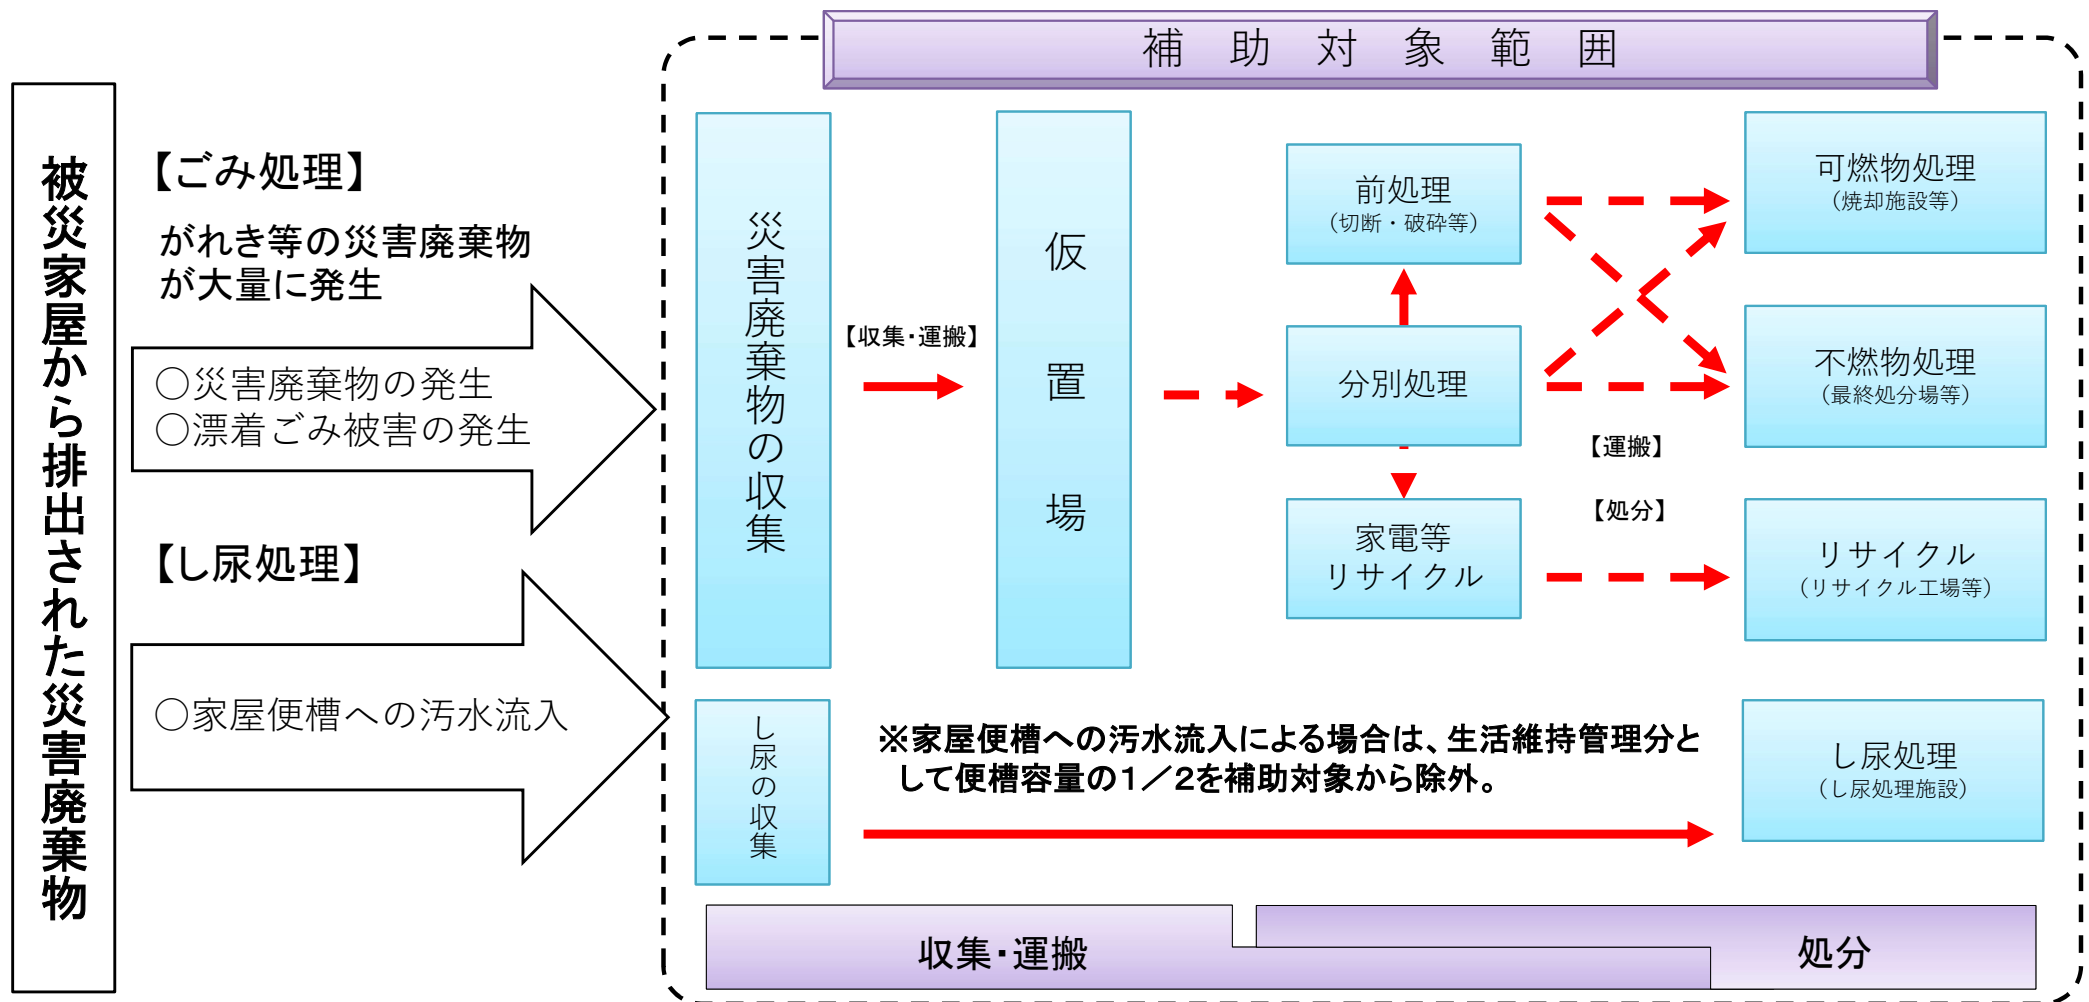 補助対象範囲
被災家屋から排出された災害廃棄物
【ごみ処理】
がれき等の災害廃棄物
が大量に発生
〇災害廃棄物の発生
〇漂着ごみ被害の発生
【し尿処理】
〇家屋便槽への汚水流入
災害廃棄物の収集
【収集・運搬】
仮置場
前処理
（切断・破砕等）
分別処理
家電等
リサイクル
【運搬】
【処分】
可燃物処理
（焼却施設等）
不燃物処理
（最終処分場等）
リサイクル
（リサイクル工場等）
し尿の収集
※家屋便槽への汚水流入による場合は、生活維持管理分と
して便槽容量の１／２を補助対象から除外。
し尿処理
（し尿処理施設）
収集・運搬
処分